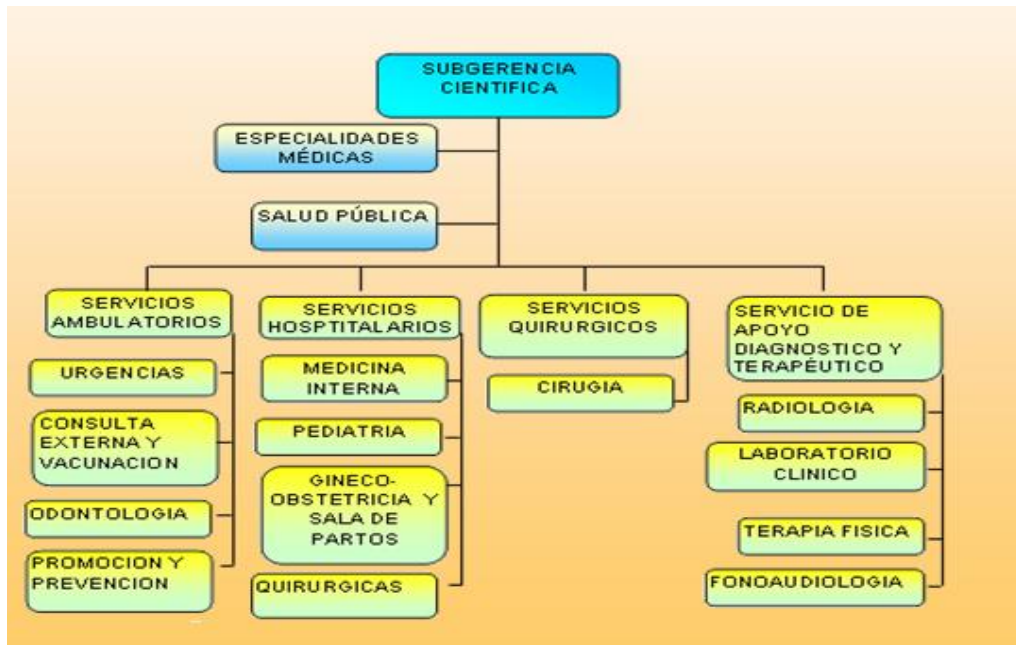 SUBGERENCIA
CIENTIFICA
ESPECIALIDADES
MÉDICAS
SALUD PÚBLICA
SERVICIOS
AMBULATORIOS
URGENCIAS
CONSULTA
EXTERNA Y
VACUNACION
ODONTOLOGIA
PROMOCION Y
PREVENCION
SERVICIOS
HOSPTITALARIOS
MEDICINA
INTERNA
PEDIATRIA
GINECO-
OBSTETRICIA Y
SALA DE
PARTOS
QUIRURGICAS
SERVICIOS
QUIRURGICOS
CIRUGIA
SERVICIO DE
APOYO
DIAGNOSTICO Y
TERAPÉUTICO
RADIOLOGIA
LABORATORIO
CLINICO
TERAPIA FISICA
FONOAUDIOLOGIA